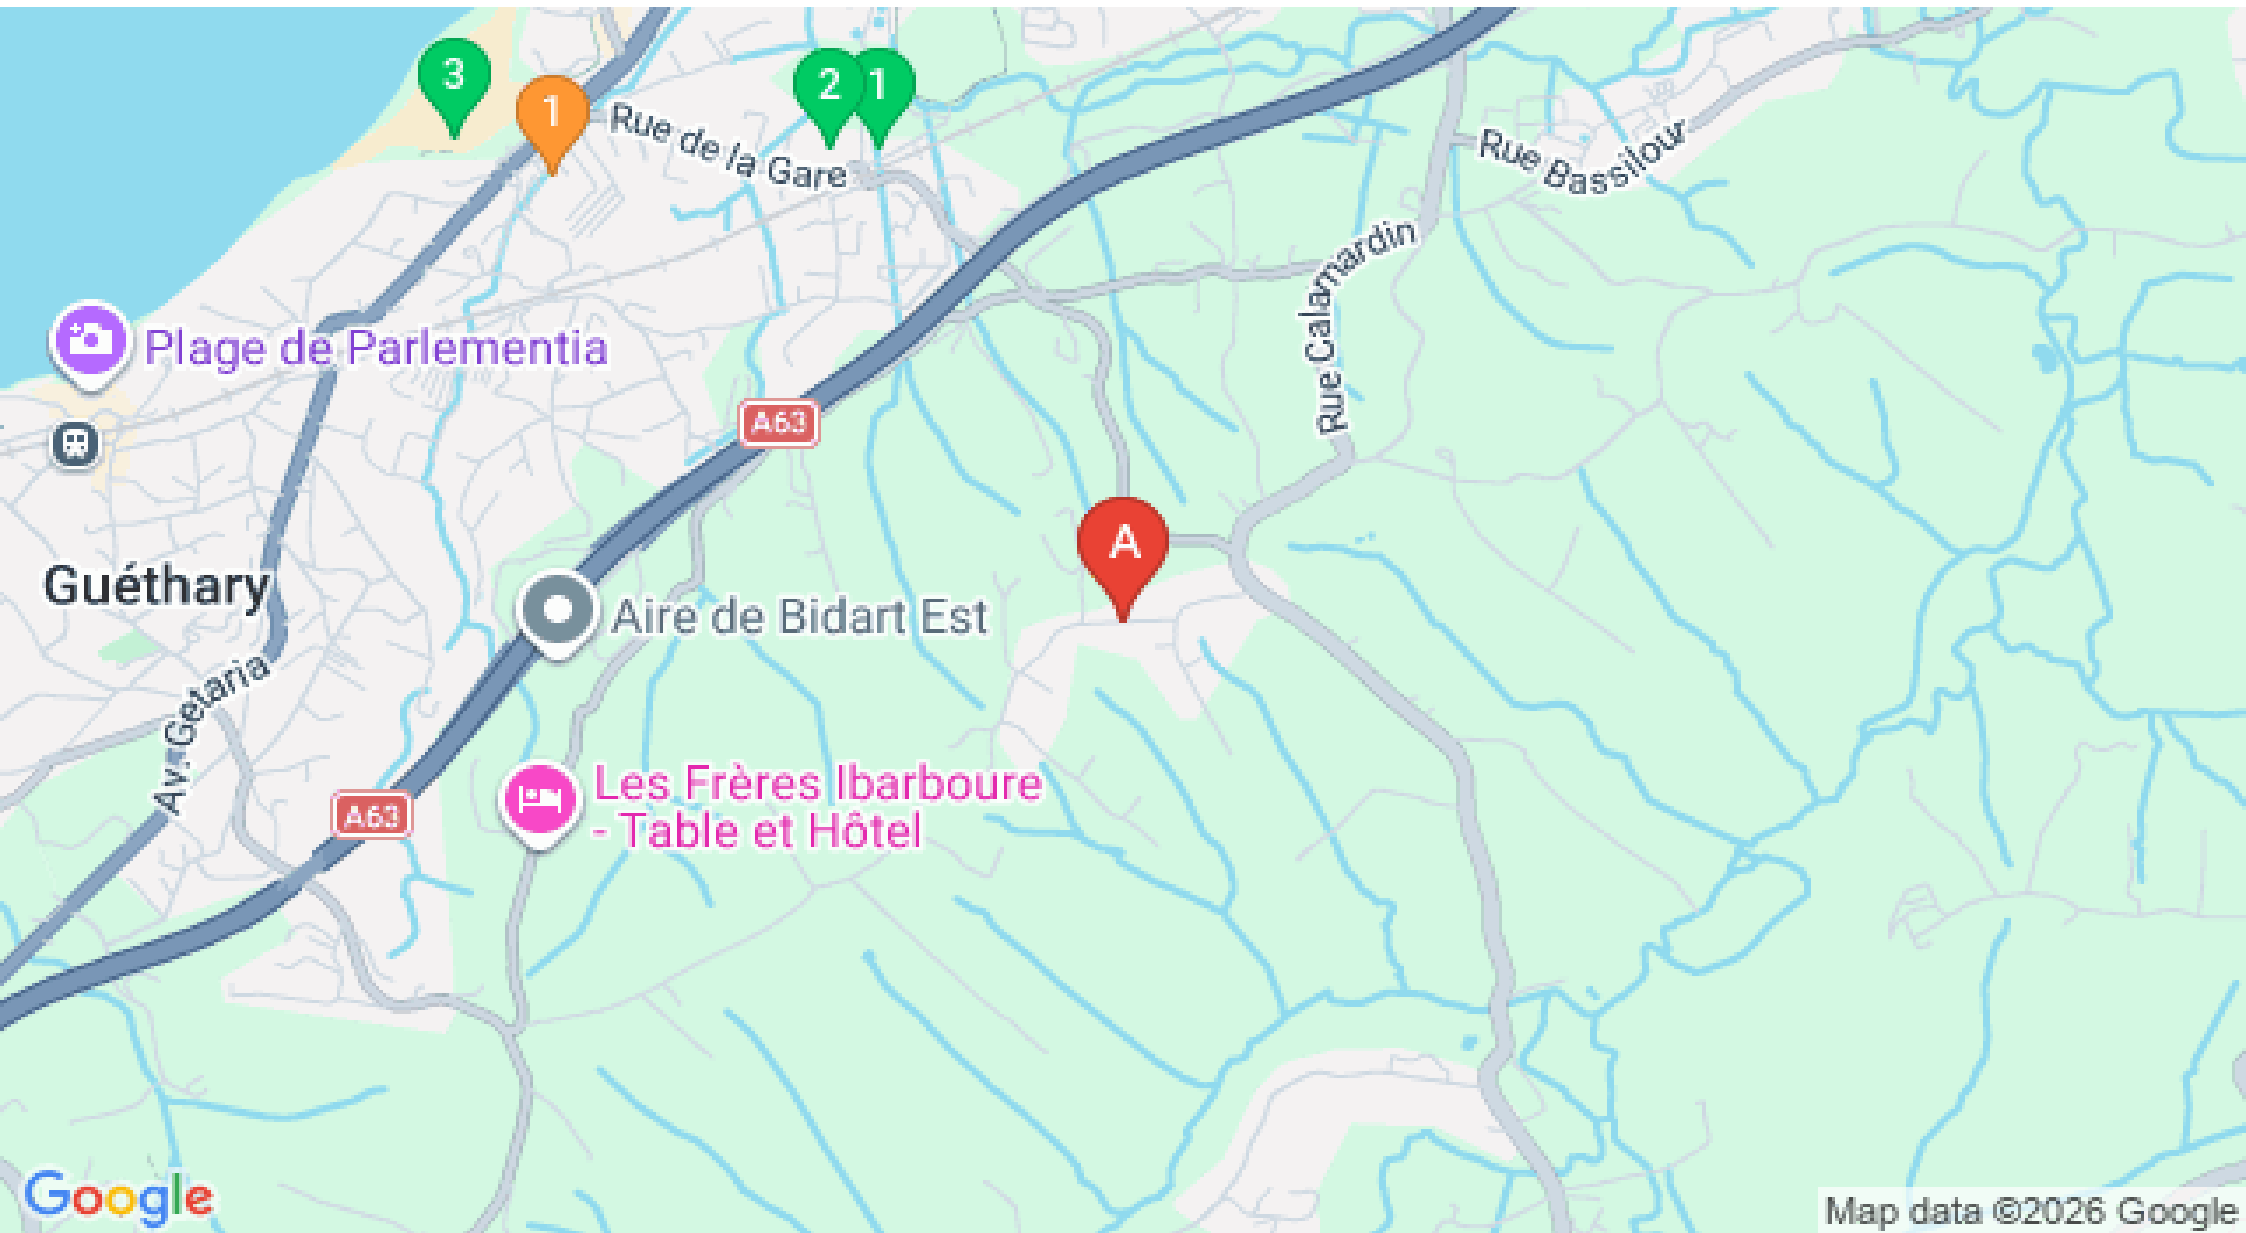 3
1
2
1
Rue de la Gare
Rue Bassilour
Rue Calamardin
Plage de Parlementia
A63
A
Guéthary
Aire de Bidart Est
Av. Getaria
Les Frères Ibarboure
- Table et Hôtel
A63
Google
Map data ©2026 Google